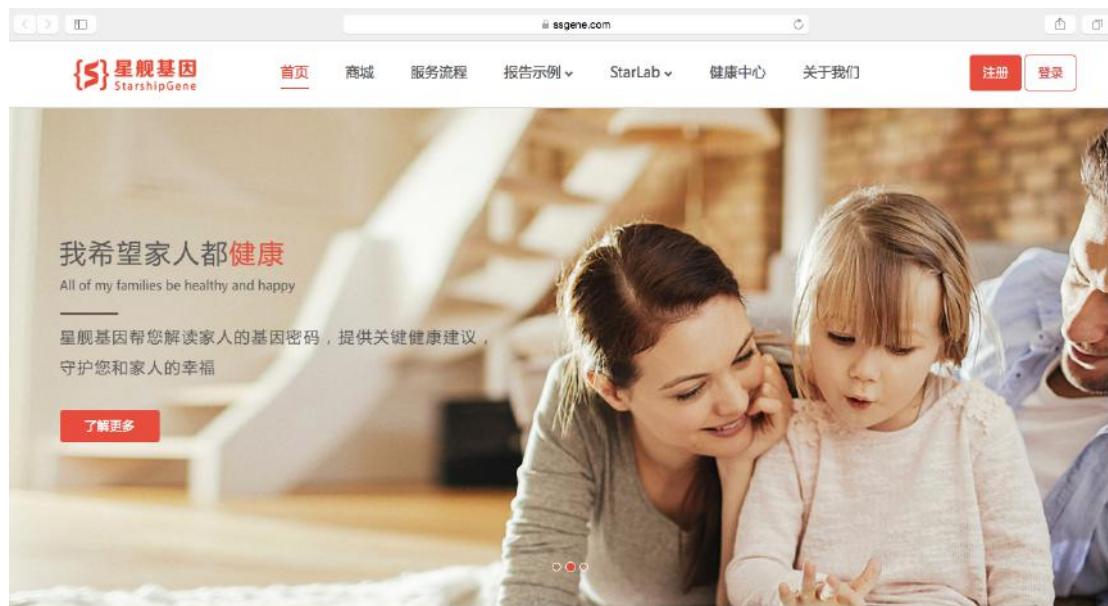 ssgene.com
星舰基因
StarshipGene
首页 商城 服务流程 报告示例 StarLab 健康中心 关于我们 注册 登录
我希望家人都健康
All of my families be healthy and happy
星舰基因帮您解读家人的基因密码，提供关键健康建议，
守护您和家人的幸福
了解更多